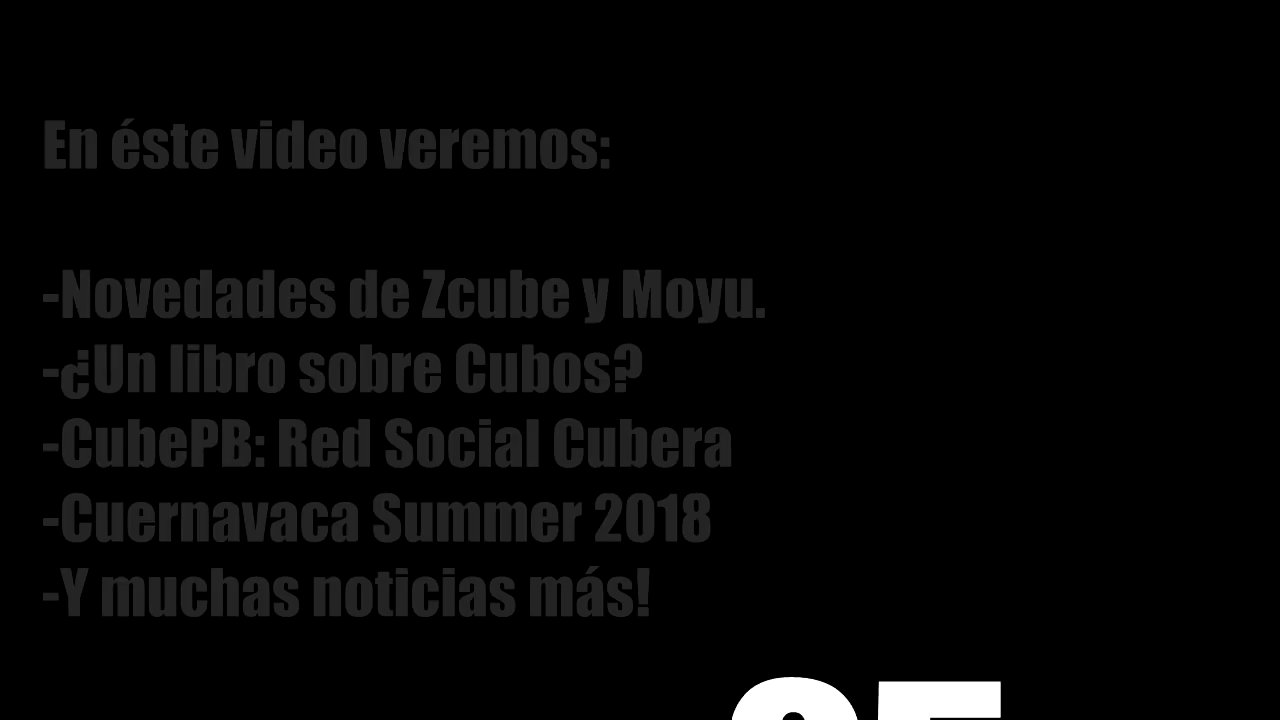 En éste video veremos:
-Novedades de Zcube y Moyu.
-¿Un libro sobre Cubos?
-CubePB: Red Social Cubera
-Cuernavaca Summer 2018
-Y muchas noticias más!